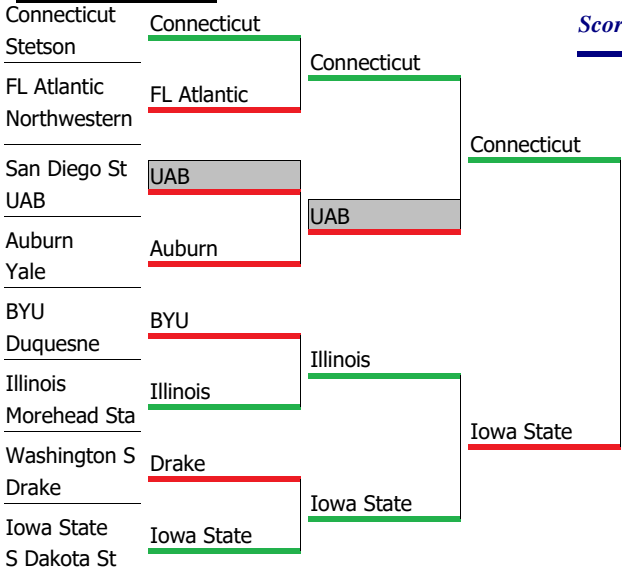 Connecticut
Stetson
FL Atlantic
Northwestern
San Diego St
UAB
Auburn
Yale
BYU
Duquesne
Illinois
Morehead Sta
Washington S
Drake
Iowa State
S Dakota St
Connecticut
FL Atlantic
UAB
Auburn
BYU
Illinois
Drake
Iowa State
Connecticut
UAB
Illinois
Iowa State
Connecticut
Iowa State
Scor